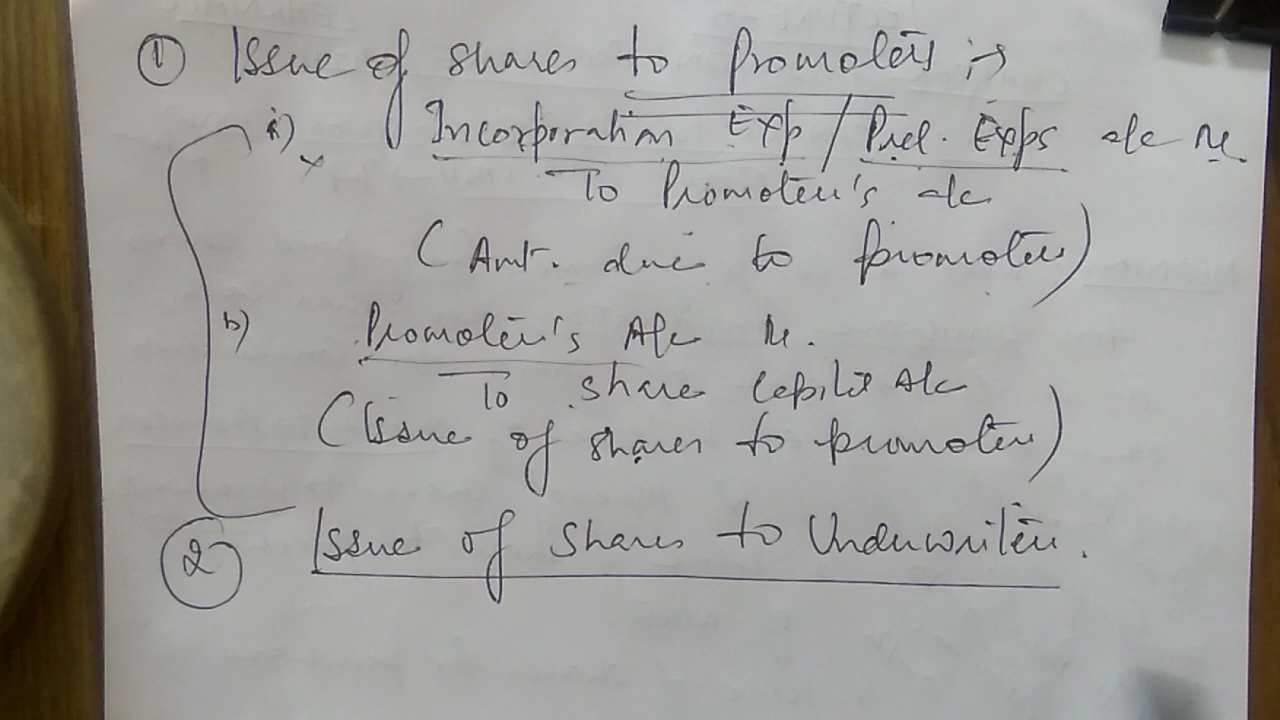 ① Issue of shares to Promoters :-
a) Incorporation Exp / Prel. Exps a/c Dr.
To Promoter's a/c
(Amt. due to promoter)
b) Promoter's A/c Dr.
To share Capital A/c
(Issue of shares to promoter)
② Issue of Shares to Underwriters.